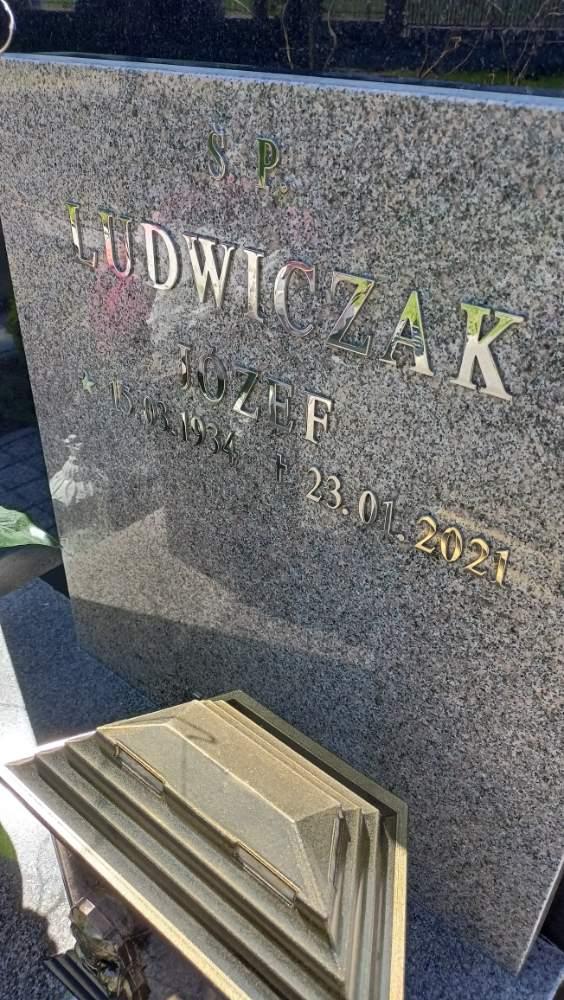 Ś. P.
LUDWICZAK
JÓZEF
15.03.1934 † 23.01.2021